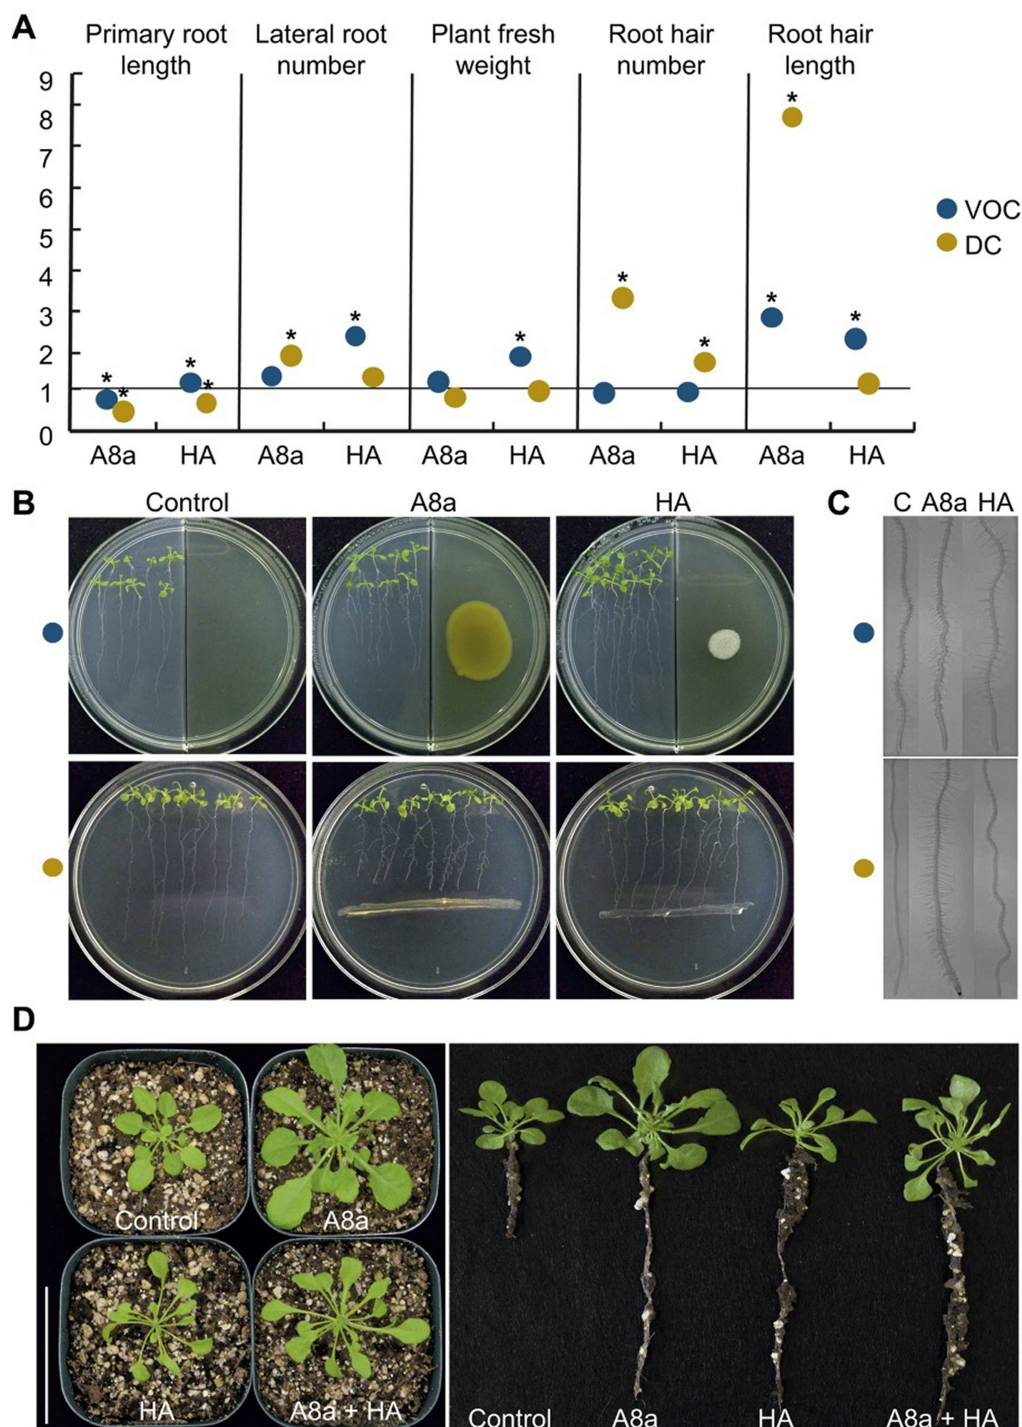 A
Primary root length
Lateral root number
Plant fresh weight
Root hair number
Root hair length
9
8
7
6
5
4
3
2
1
0
* * * * * * * * * * * *
VOC
DC
A8a HA A8a HA A8a HA A8a HA A8a HA
B
Control A8a HA
C
C A8a HA
D
Control A8a
HA A8a + HA
Control A8a HA A8a + HA